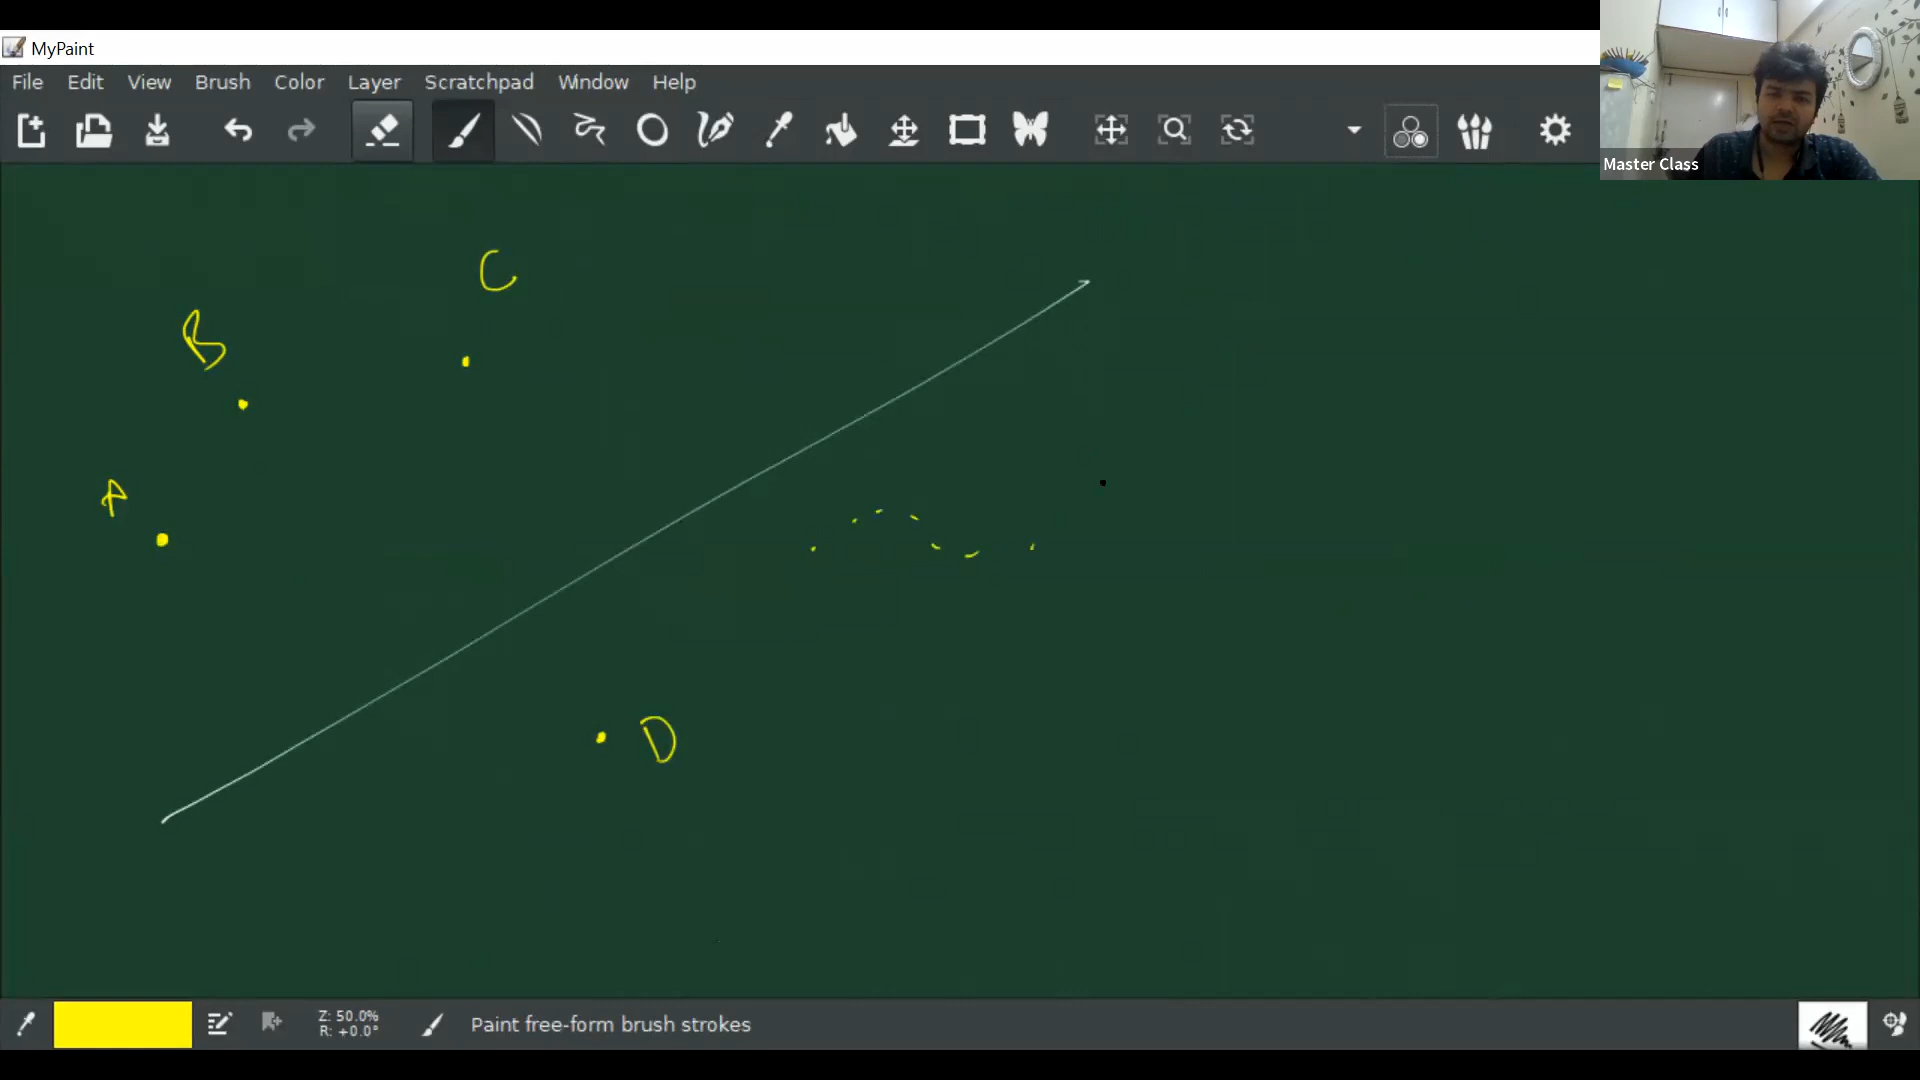 MyPaint
File Edit View Brush Color Layer Scratchpad Window Help
Master Class
C
B
A
D
Z: 50.0%
R: +0.0°
Paint free-form brush strokes